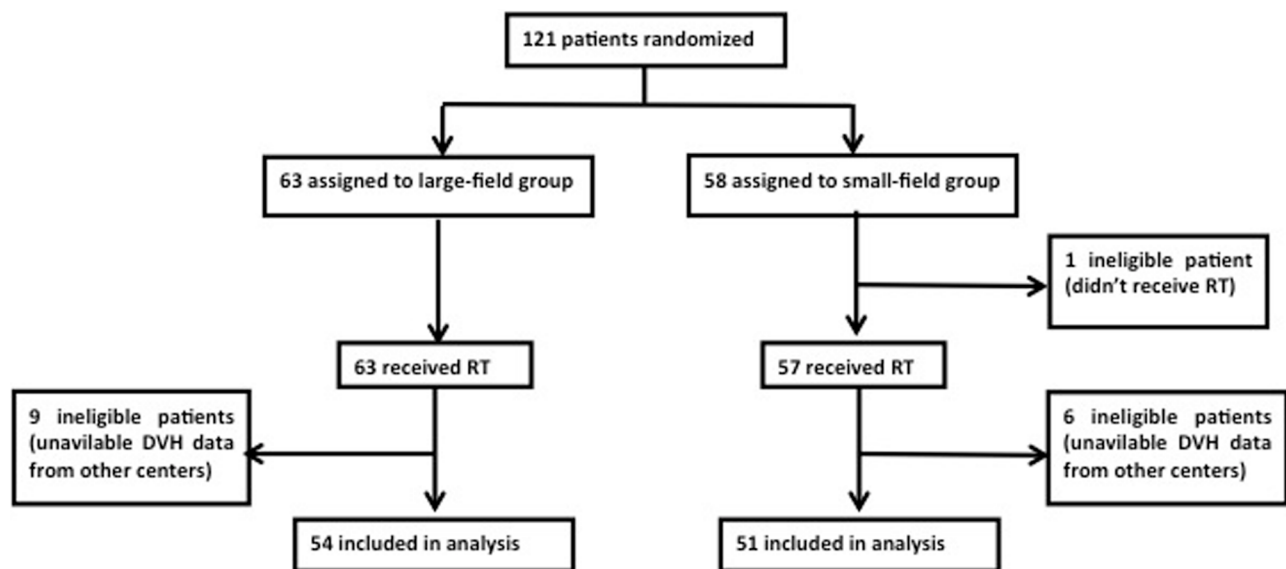 121 patients randomized
63 assigned to large-field group
58 assigned to small-field group
1 ineligible patient
(didn't receive RT)
63 received RT
57 received RT
9 ineligible patients
(unavilable DVH data
from other centers)
6 ineligible patients
(unavilable DVH data
from other centers)
54 included in analysis
51 included in analysis